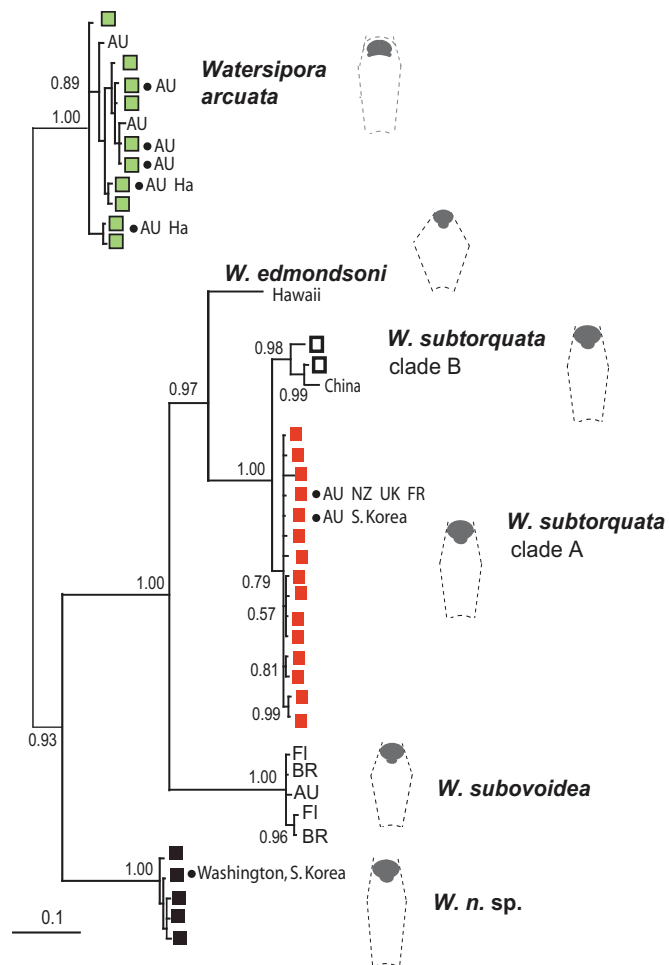 AU
0.89
Watersipora
arcuata
AU
1.00
AU
AU
AU
AU Ha
AU Ha
W. edmondsoni
Hawaii
W. subtorquata
clade B
0.98
0.99
China
0.97
1.00
AU NZ UK FR
AU S.Korea
W. subtorquata
clade A
0.79
1.00
0.57
0.81
0.99
0.93
FI
BR
1.00
AU
W. subovoidea
FI
0.96
BR
1.00
Washington, S. Korea
W. n. sp.
0.1